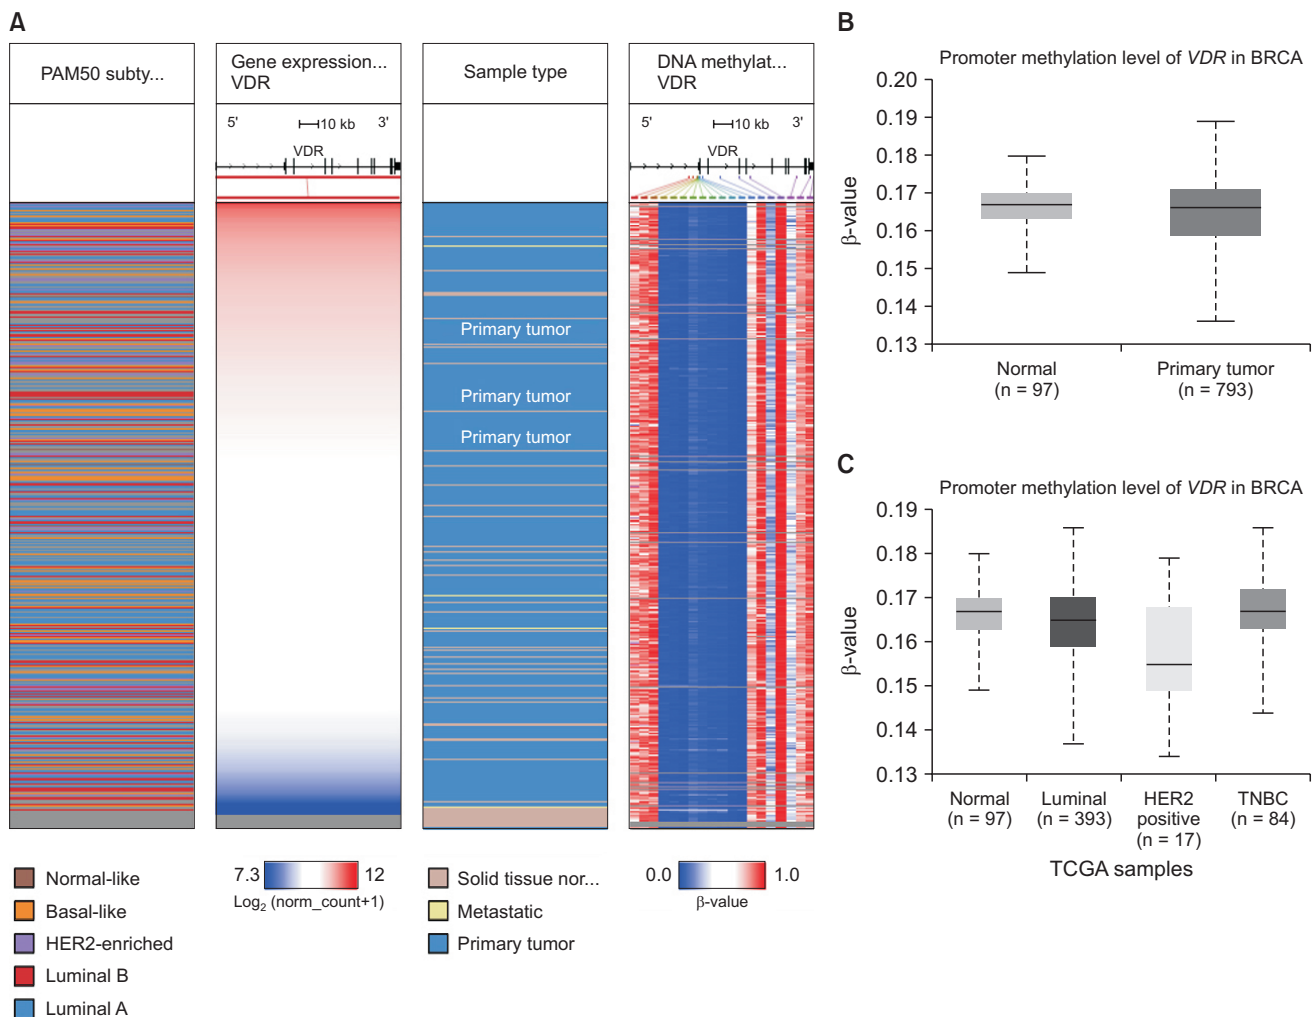 A
PAM50 subty...
Gene expression...
VDR
Sample type
DNA methylat...
VDR
5'
10 kb
3'
VDR
5'
10 kb
3'
VDR
Primary tumor
Primary tumor
Primary tumor
Normal-like
Basal-like
HER2-enriched
Luminal B
Luminal A
7.3
12
Log₂ (norm_count+1)
Solid tissue nor...
Metastatic
Primary tumor
0.0
1.0
β-value
B
Promoter methylation level of VDR in BRCA
β-value
0.20
0.19
0.18
0.17
0.16
0.15
0.14
0.13
Normal
(n = 97)
Primary tumor
(n = 793)
C
Promoter methylation level of VDR in BRCA
β-value
0.19
0.18
0.17
0.16
0.15
0.14
0.13
Normal
(n = 97)
Luminal
(n = 393)
HER2
positive
(n = 17)
TNBC
(n = 84)
TCGA samples